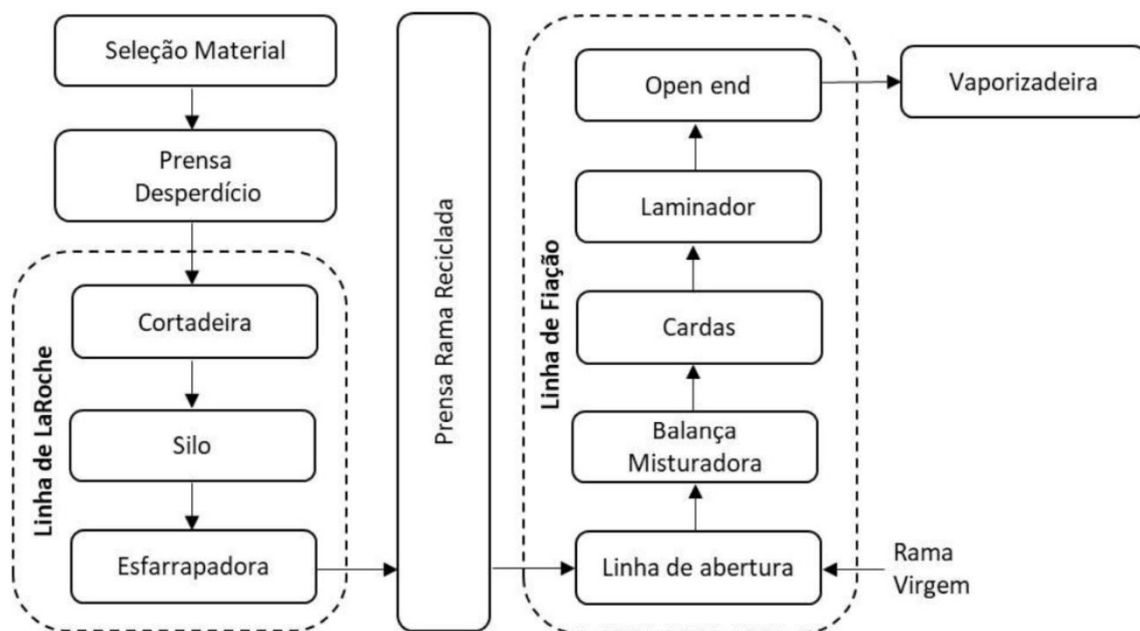 Seleção Material
Prensa
Desperdício
Linha de LaRoche
Cortadeira
Silo
Esfarrapadora
Prensa Rama Reciclada
Linha de Fiação
Open end
Laminador
Cardas
Balança
Misturadora
Linha de abertura
Vaporizadeira
Rama
Virgem